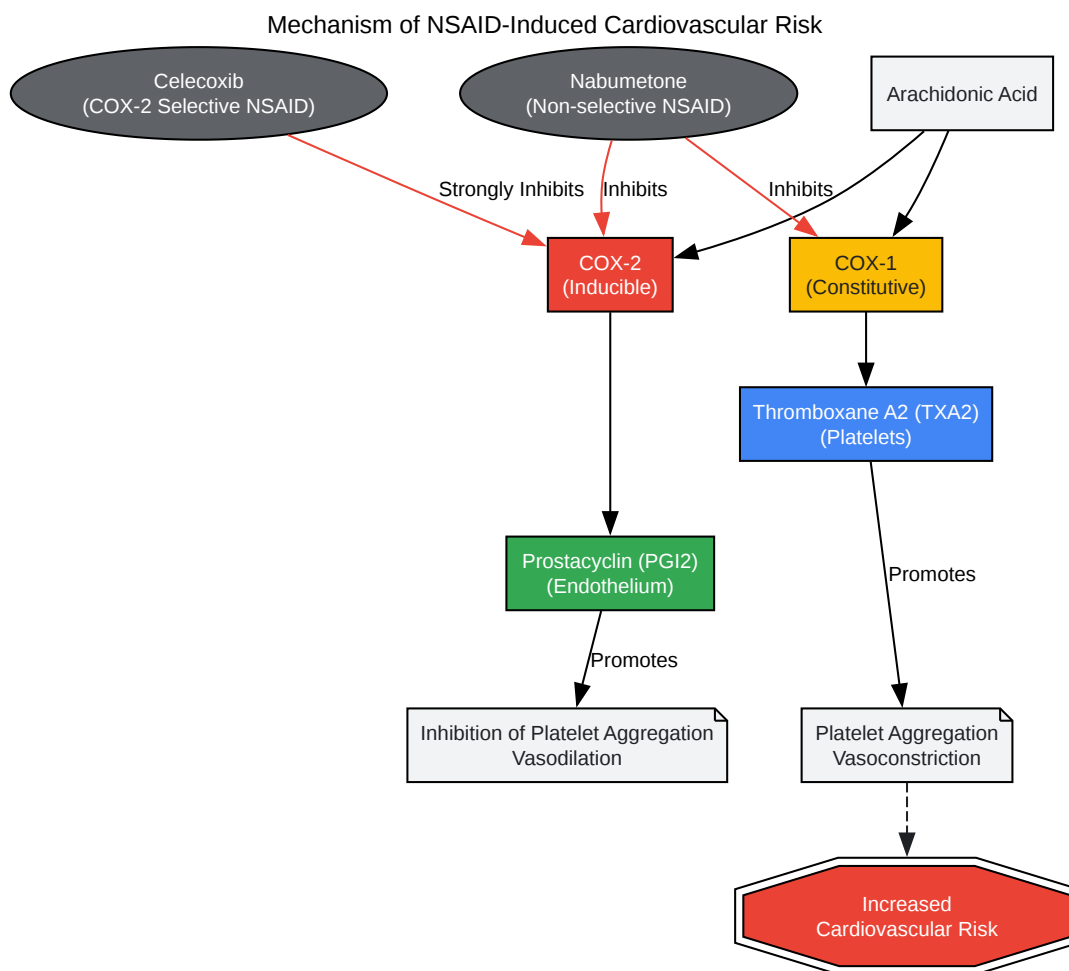 Mechanism of NSAID-Induced Cardiovascular Risk
Celecoxib
(COX-2 Selective NSAID)
Nabumetone
(Non-selective NSAID)
Arachidonic Acid
Strongly Inhibits
Inhibits
Inhibits
COX-2
(Inducible)
COX-1
(Constitutive)
Thromboxane A2 (TXA2)
(Platelets)
Prostacyclin (PGI2)
(Endothelium)
Promotes
Promotes
Inhibition of Platelet Aggregation
Vasodilation
Platelet Aggregation
Vasoconstriction
Increased
Cardiovascular Risk